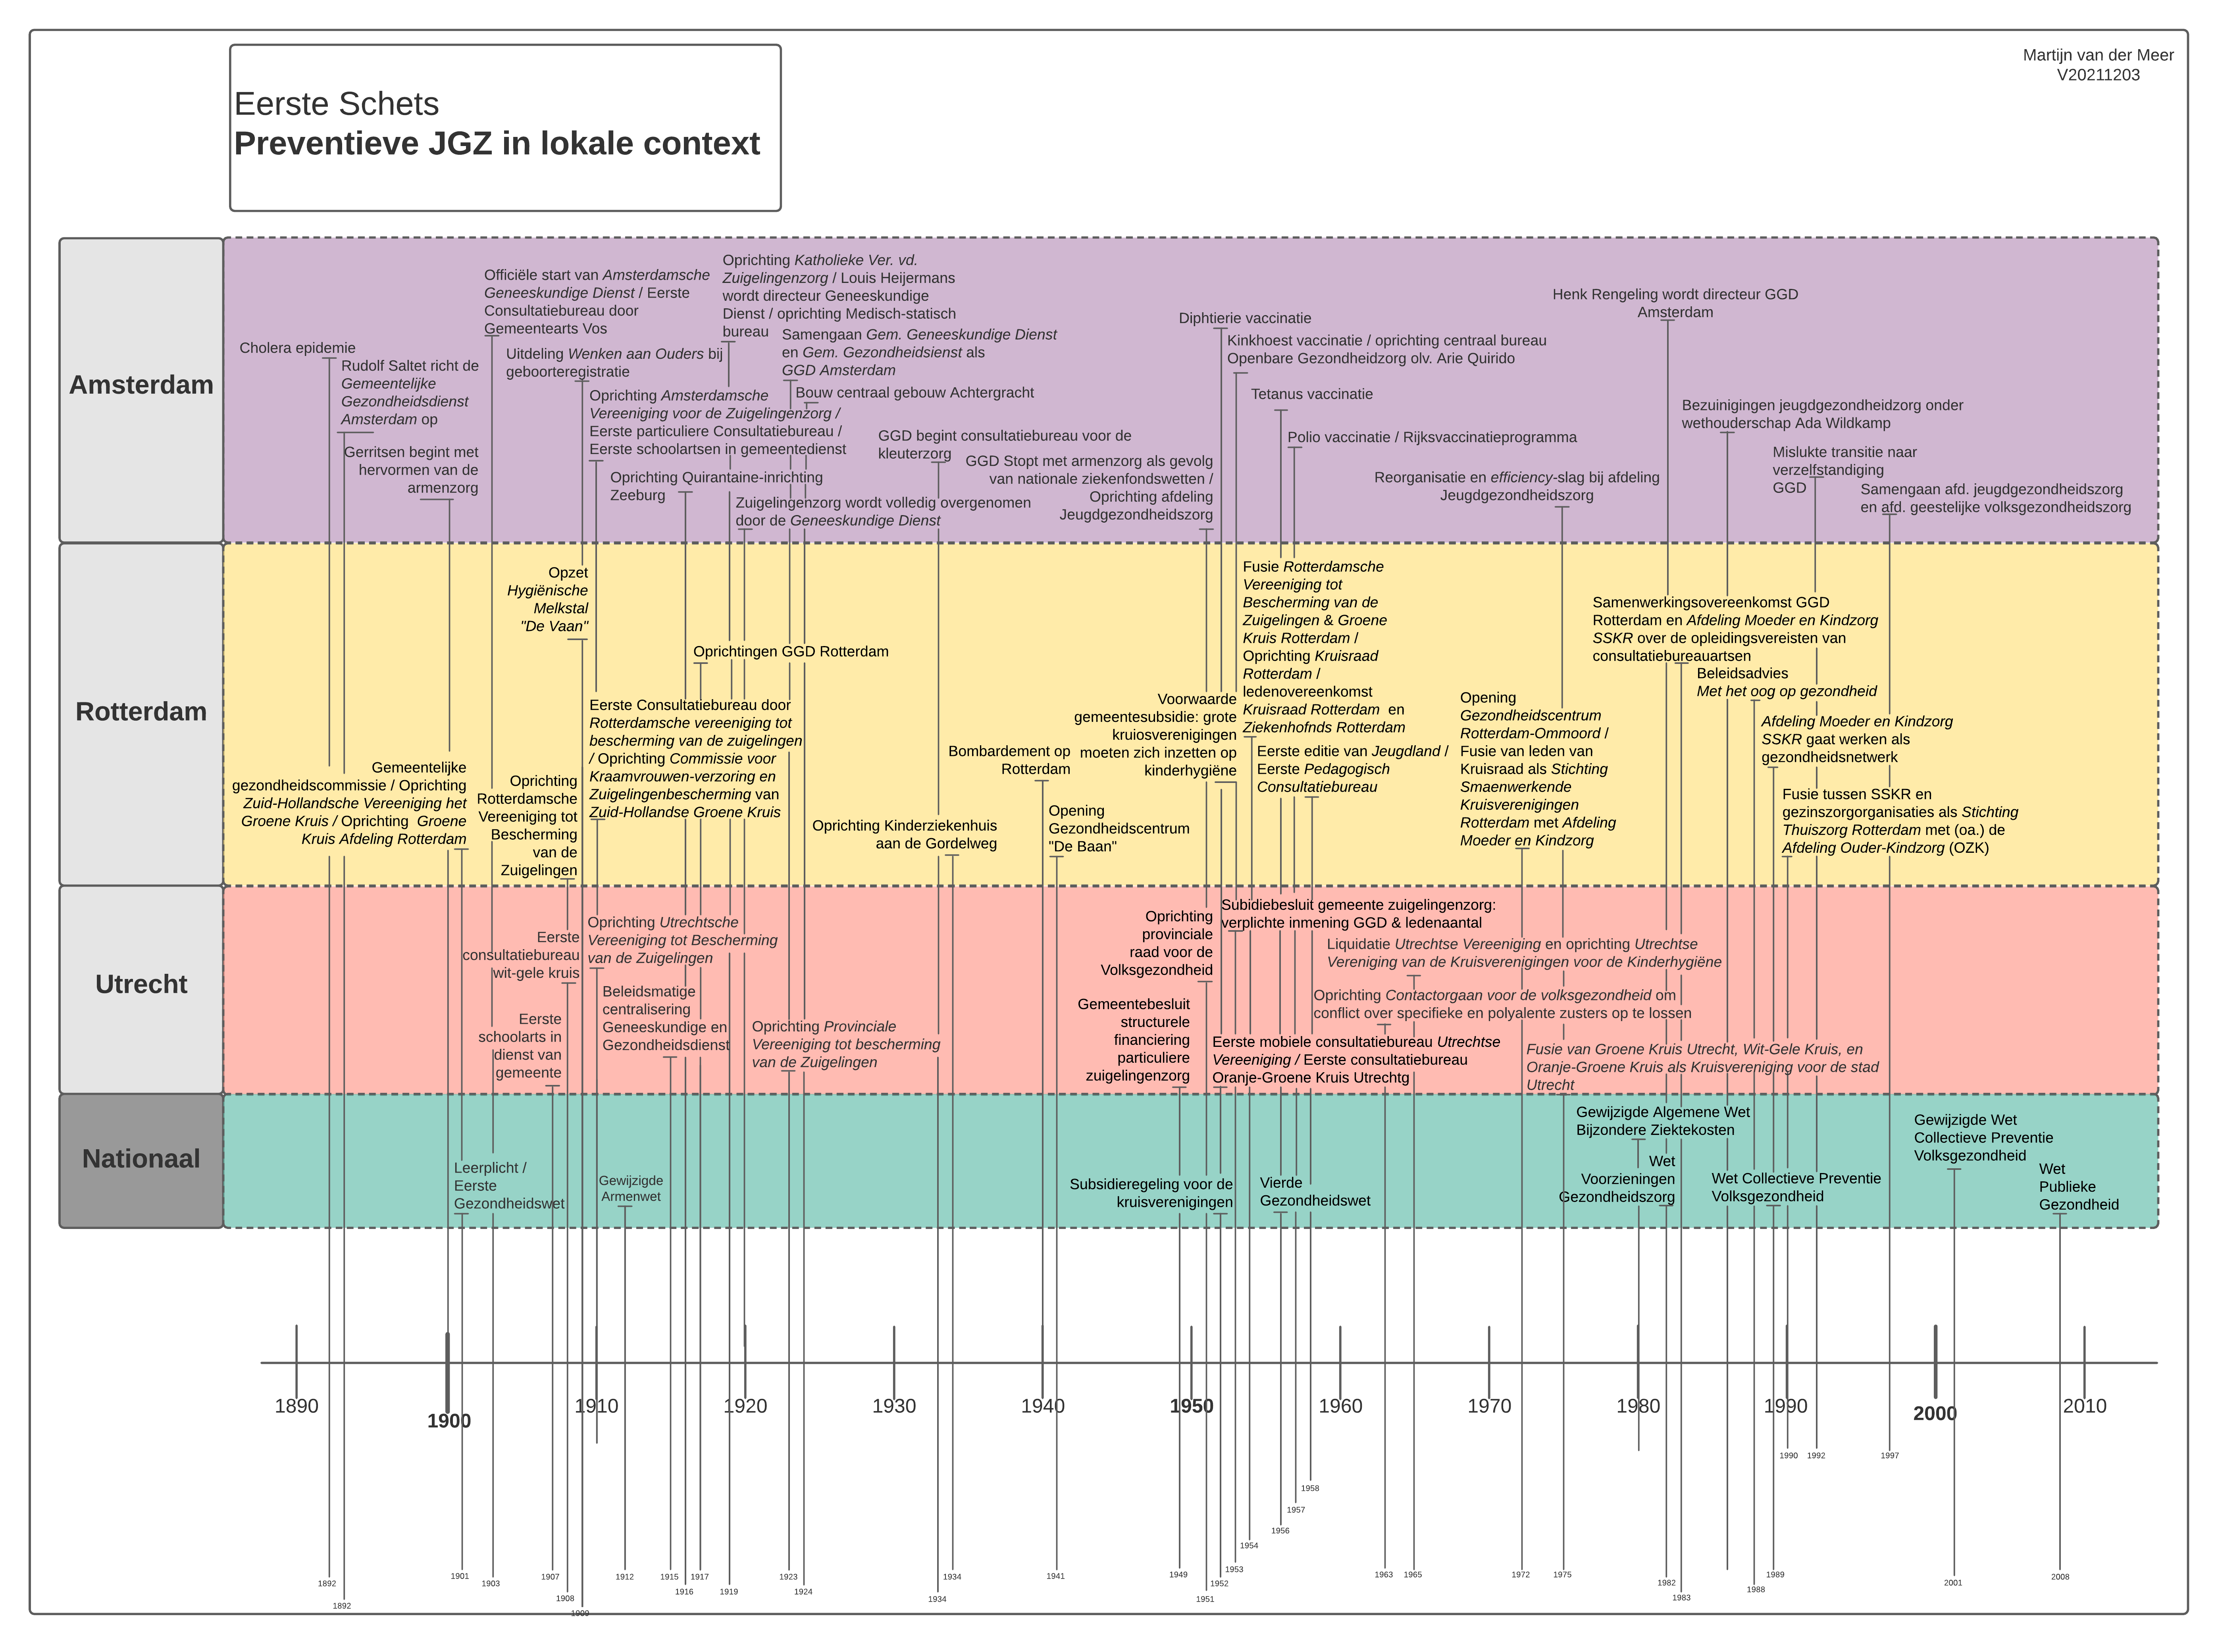 Martijn van der Meer
V20211203
Eerste Schets
Preventieve JGZ in lokale context
Amsterdam
Cholera epidemie
Rudolf Saltet richt de
Gemeentelijke
Gezondheidsdienst
Amsterdam op
Gerritsen begint met
hervormen van de
armenzorg
Officiële start van Amsterdamsche
Geneeskundige Dienst / Eerste
Consultatiebureau door
Gemeentearts Vos
Uitdeling Wenken aan Ouders bij
geboorteregistratie
Oprichting Amsterdamsche
Vereeniging voor de Zuigelingenzorg /
Eerste particuliere Consultatiebureau /
Eerste schoolartsen in gemeentedienst
Oprichting Quirantaine-inrichting
Zeeburg
Oprichting Katholieke Ver. vd.
Zuigelingenzorg / Louis Heijermans
wordt directeur Geneeskundige
Dienst / oprichting Medisch-statisch
bureau
Samengaan Gem. Geneeskundige Dienst
en Gem. Gezondheidsienst als
GGD Amsterdam
Bouw centraal gebouw Achtergracht
Zuigelingenzorg wordt volledig overgenomen
door de Geneeskundige Dienst
GGD begint consultatiebureau voor de
kleuterzorg
GGD Stopt met armenzorg als gevolg
van nationale ziekenfondswetten /
Oprichting afdeling
Jeugdgezondheidszorg
Diphtierie vaccinatie
Kinkhoest vaccinatie / oprichting centraal bureau
Openbare Gezondheidzorg olv. Arie Quirido
Tetanus vaccinatie
Polio vaccinatie / Rijksvaccinatieprogramma
Reorganisatie en efficiency-slag bij afdeling
Jeugdgezondheidszorg
Henk Rengeling wordt directeur GGD
Amsterdam
Bezuinigingen jeugdgezondheidzorg onder
wethouderschap Ada Wildkamp
Mislukte transitie naar
verzelfstandiging
GGD
Samengaan afd. jeugdgezondheidszorg
en afd. geestelijke volksgezondheidszorg
Rotterdam
Gemeentelijke
gezondheidscommissie / Oprichting
Zuid-Hollandsche Vereeniging het
Groene Kruis / Oprichting Groene
Kruis Afdeling Rotterdam
Oprichting
Rotterdamsche
Vereeniging tot
Bescherming
van de
Zuigelingen
Opzet
Hygiënische
Melkstal
"De Vaan"
Eerste Consultatiebureau door
Rotterdamsche vereeniging tot
bescherming van de zuigelingen
/ Oprichting Commissie voor
Kraamvrouwen-verzoring en
Zuigelingenbescherming van
Zuid-Hollandse Groene Kruis
Oprichtingen GGD Rotterdam
Oprichting Kinderziekenhuis
aan de Gordelweg
Bombardement op
Rotterdam
Opening
Gezondheidscentrum
"De Baan"
Voorwaarde
gemeentesubsidie: grote
kruiosverenigingen
moeten zich inzetten op
kinderhygiëne
Fusie Rotterdamsche
Vereeniging tot
Bescherming van de
Zuigelingen & Groene
Kruis Rotterdam /
Oprichting Kruisraad
Rotterdam /
ledenovereenkomst
Kruisraad Rotterdam en
Ziekenhofnds Rotterdam
Eerste editie van Jeugdland /
Eerste Pedagogisch
Consultatiebureau
Opening
Gezondheidscentrum
Rotterdam-Ommoord /
Fusie van leden van
Kruisraad als Stichting
Smaenwerkende
Kruisverenigingen
Rotterdam met Afdeling
Moeder en Kindzorg
Samenwerkingsovereenkomst GGD
Rotterdam en Afdeling Moeder en Kindzorg
SSKR over de opleidingsvereisten van
consultatiebureauartsen
Beleidsadvies
Met het oog op gezondheid
Afdeling Moeder en Kindzorg
SSKR gaat werken als
gezondheidsnetwerk
Fusie tussen SSKR en
gezinszorgorganisaties als Stichting
Thuiszorg Rotterdam met (oa.) de
Afdeling Ouder-Kindzorg (OZK)
Utrecht
Eerste
schoolarts in
dienst van
gemeente
Eerste
consultatiebureau
wit-gele kruis
Oprichting Utrechtsche
Vereeniging tot Bescherming
van de Zuigelingen
Beleidsmatige
centralisering
Geneeskundige en
Gezondheidsdienst
Oprichting Provinciale
Vereeniging tot bescherming
van de Zuigelingen
Gemeentebesluit
structurele
financiering
particuliere
zuigelingenzorg
Oprichting
provinciale
raad voor de
Volksgezondheid
Subidiebesluit gemeente zuigelingenzorg:
verplichte inmening GGD & ledenaantal
Eerste mobiele consultatiebureau Utrechtse
Vereeniging / Eerste consultatiebureau
Oranje-Groene Kruis Utrechtg
Liquidatie Utrechtse Vereeniging en oprichting Utrechtse
Vereniging van de Kruisverenigingen voor de Kinderhygiëne
Oprichting Contactorgaan voor de volksgezondheid om
conflict over specifieke en polyalente zusters op te lossen
Fusie van Groene Kruis Utrecht, Wit-Gele Kruis, en
Oranje-Groene Kruis als Kruisvereniging voor de stad
Utrecht
Nationaal
Leerplicht /
Eerste
Gezondheidswet
Gewijzigde
Armenwet
Subsidieregeling voor de
kruisverenigingen
Vierde
Gezondheidswet
Gewijzigde Algemene Wet
Bijzondere Ziektekosten
Wet
Voorzieningen
Gezondheidszorg
Wet Collectieve Preventie
Volksgezondheid
Gewijzigde Wet
Collectieve Preventie
Volksgezondheid
Wet
Publieke
Gezondheid
1890 1900 1910 1920 1930 1940 1950 1960 1970 1980 1990 2000 2010
1990 1992 1997
1958
1957
1956
1954
1953
1892 1901 1903 1907 1912 1915 1917 1923 1934 1941 1949 1952 1963 1965 1972 1975 1982 1989 2001 2008
1892 1908 1909 1916 1919 1924 1934 1951 1983 1988